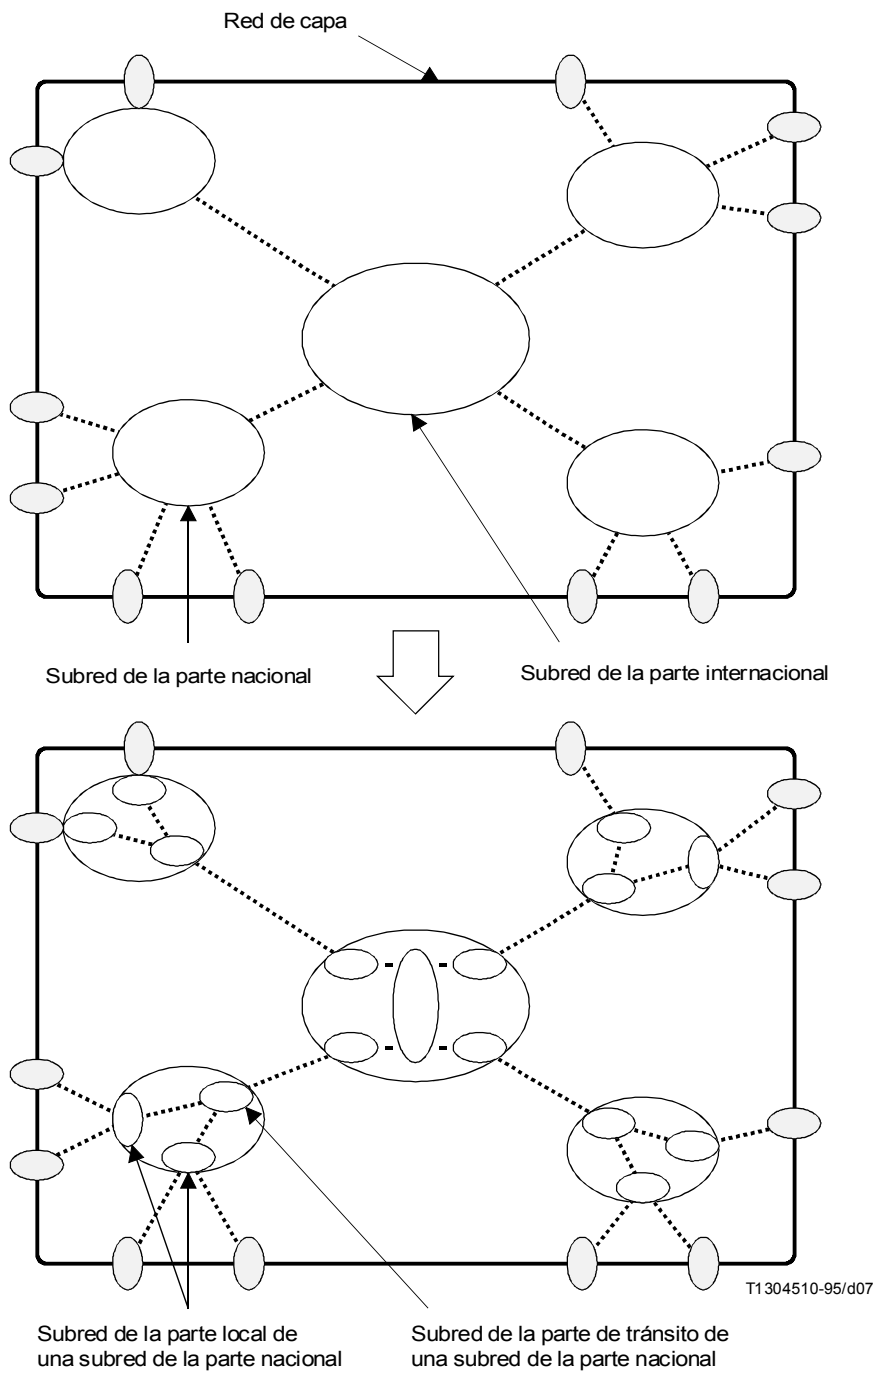 Red de capa
Subred de la parte nacional
Subred de la parte internacional
T1304510-95/d07
Subred de la parte local de
una subred de la parte nacional
Subred de la parte de tránsito de
una subred de la parte nacional